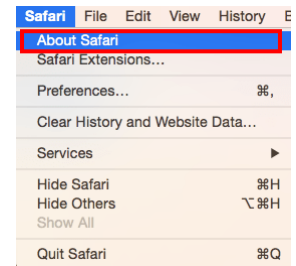 Safari File Edit View History
About Safari
Safari Extensions...
Preferences... ⌘,
Clear History and Website Data...
Services ▶
Hide Safari ⌘H
Hide Others ⌥⌘H
Show All
Quit Safari ⌘Q